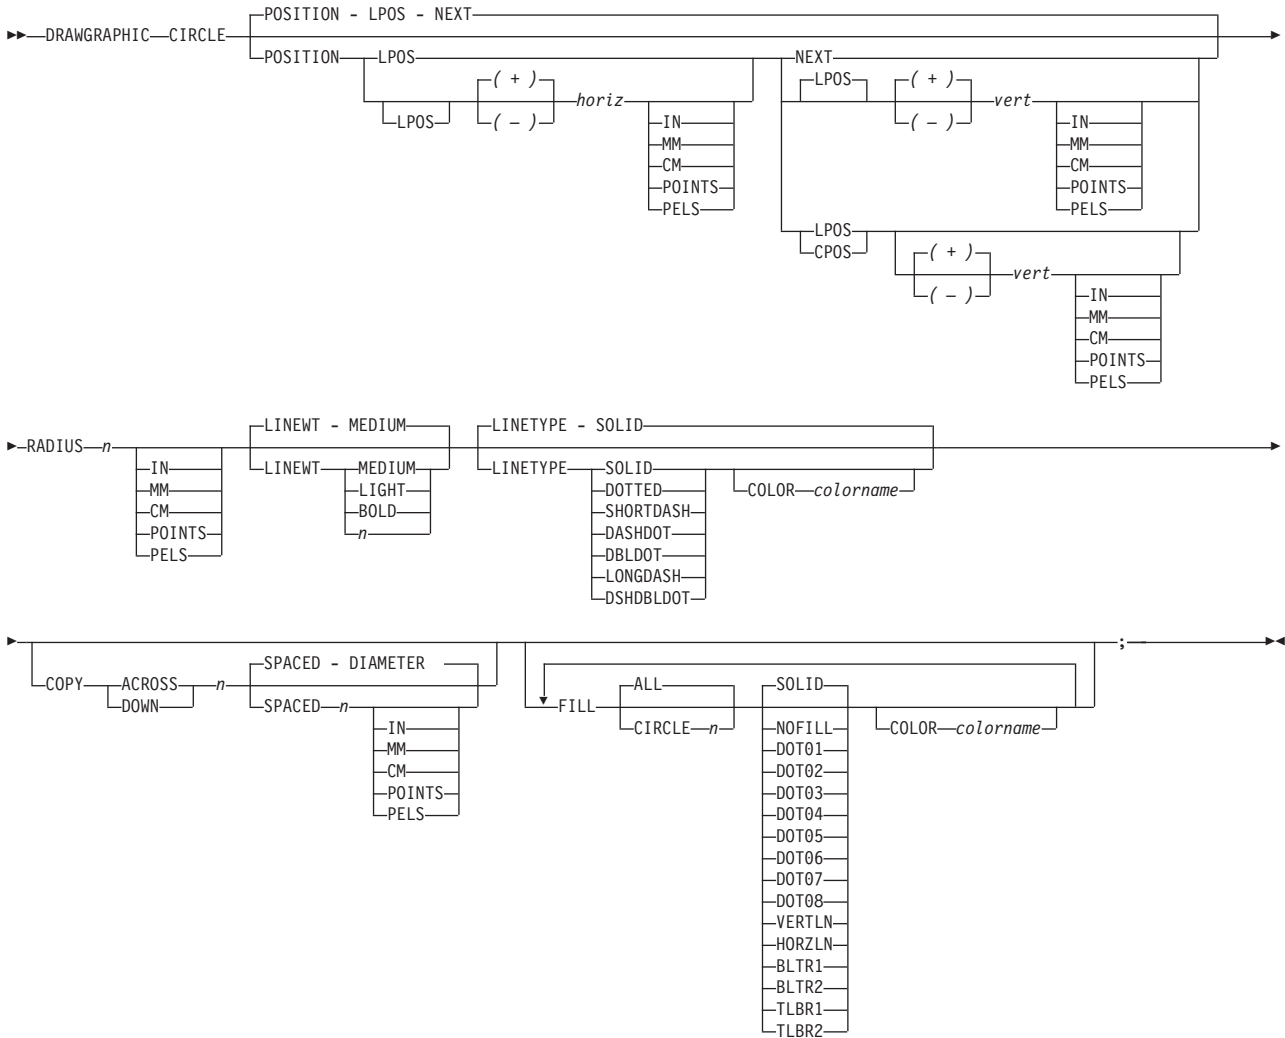 POSITION - LPOS - NEXT
DRAWGRAPHIC CIRCLE
POSITION LPOS NEXT
( + ) LPOS ( + )
horiz vert
LPOS ( – ) IN ( – ) IN
MM MM
CM CM
POINTS POINTS
PELS PELS
LPOS
CPOS ( + )
vert
( – ) IN
MM
CM
POINTS
PELS
LINEWT - MEDIUM LINETYPE - SOLID
RADIUS n
IN LINEWT MEDIUM LINETYPE SOLID
MM LIGHT DOTTED COLOR colorname
CM BOLD SHORTDASH
POINTS n DASHDOT
PELS DBLDOT
LONGDASH
DSHDBLDOT
;
SPACED - DIAMETER
COPY ACROSS n ALL SOLID
DOWN SPACED n FILL
IN CIRCLE n NOFILL COLOR colorname
MM DOT01
CM DOT02
POINTS DOT03
PELS DOT04
DOT05
DOT06
DOT07
DOT08
VERTLN
HORZLN
BLTR1
BLTR2
TLBR1
TLBR2